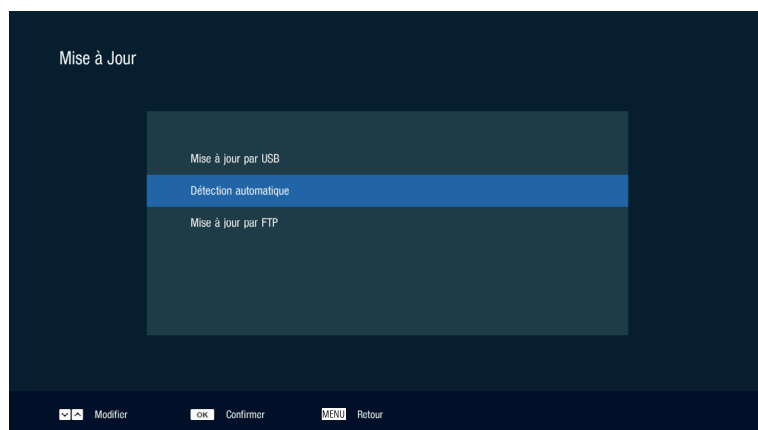 Mise à Jour
Mise à jour par USB
Détection automatique
Mise à jour par FTP
Modifier OK Confirmer MENU Retour